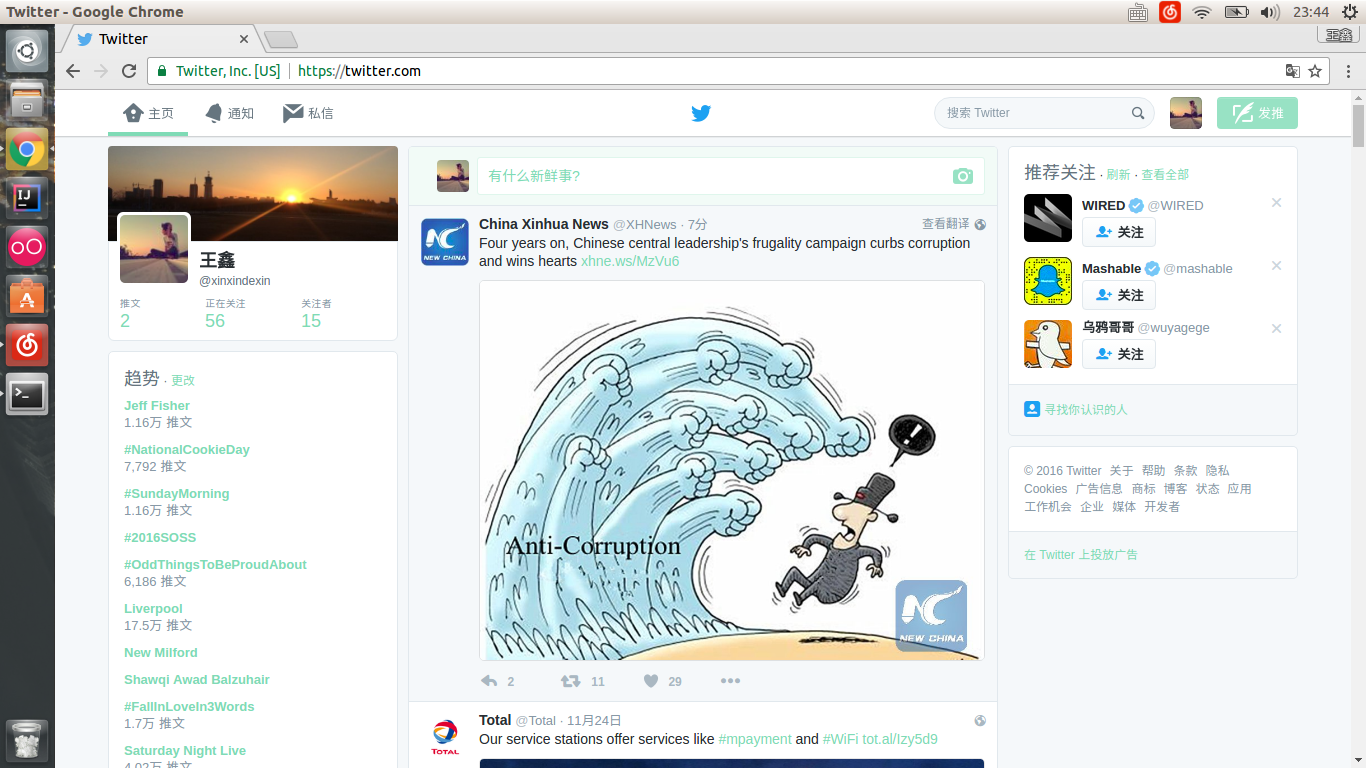 Twitter - Google Chrome
23:44
Twitter
王鑫
Twitter, Inc. [US]
https://twitter.com
主页
通知
私信
搜索 Twitter
发推
王鑫
@xinxindexin
推文 正在关注 关注者
2 56 15
趋势 · 更改
Jeff Fisher
1.16万 推文
#NationalCookieDay
7,792 推文
#SundayMorning
1.16万 推文
#2016SOSS
#OddThingsToBeProudAbout
6,186 推文
Liverpool
17.5万 推文
New Milford
Shawqi Awad Balzuhair
#FallInLoveIn3Words
1.7万 推文
Saturday Night Live
4.02万 推文
有什么新鲜事?
China Xinhua News @XHNews · 7分
查看翻译
Four years on, Chinese central leadership's frugality campaign curbs corruption
and wins hearts xhne.ws/MzVu6
NEW CHINA
Anti-Corruption
!
NEW CHINA
2 11 29
Total @Total · 11月24日
Our service stations offer services like #mpayment and #WiFi tot.al/Izy5d9
TOTAL
推荐关注 · 刷新 · 查看全部
WIRED @WIRED
关注
Mashable @mashable
关注
乌鸦哥哥 @wuyagege
关注
寻找你认识的人
© 2016 Twitter 关于 帮助 条款 隐私
Cookies 广告信息 商标 博客 状态 应用
工作机会 企业 媒体 开发者
在 Twitter 上投放广告